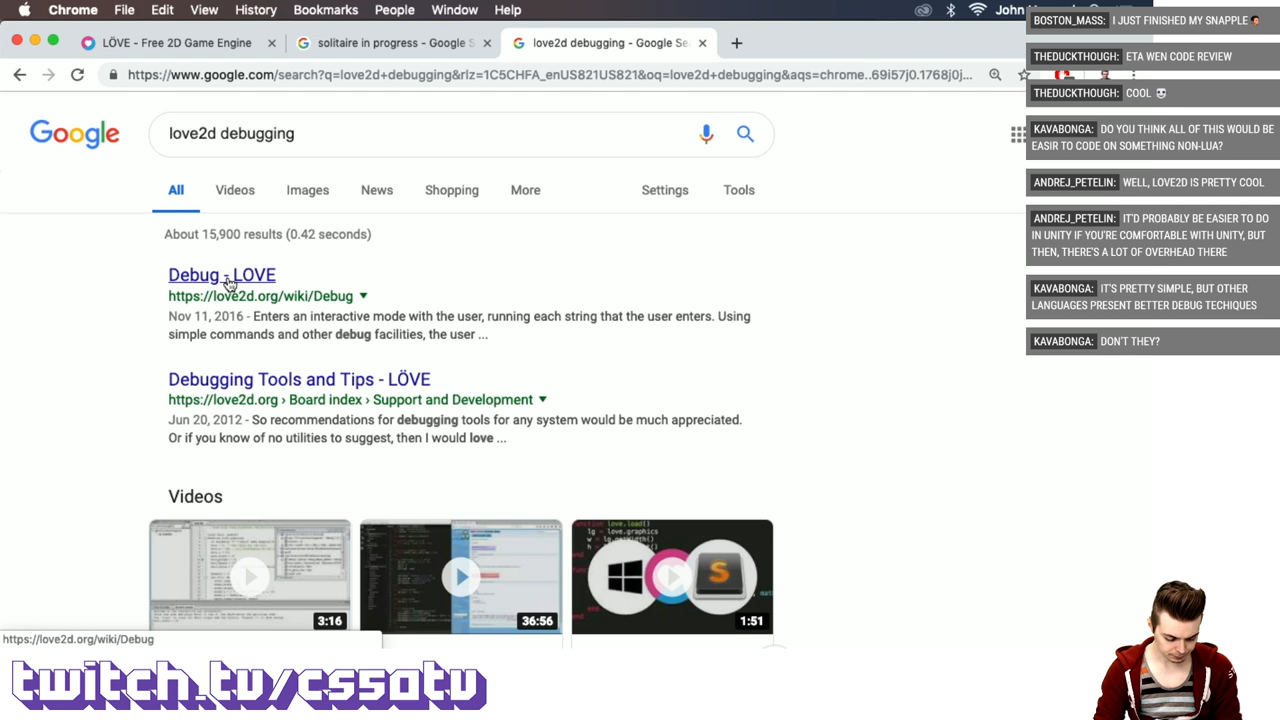 Chrome File Edit View History Bookmarks People Window Help
LÖVE - Free 2D Game Engine
solitaire in progress - Google S
love2d debugging - Google Se
https://www.google.com/search?q=love2d+debugging&rlz=1C5CHFA_enUS821US821&oq=love2d+debugging&aqs=chrome..69i57j0.1768j0j...
Google
love2d debugging
All Videos Images News Shopping More Settings Tools
About 15,900 results (0.42 seconds)
Debug - LOVE
https://love2d.org/wiki/Debug
Nov 11, 2016 - Enters an interactive mode with the user, running each string that the user enters. Using
simple commands and other debug facilities, the user ...
Debugging Tools and Tips - LÖVE
https://love2d.org › Board index › Support and Development
Jun 20, 2012 - So recommendations for debugging tools for any system would be much appreciated.
Or if you know of no utilities to suggest, then I would love ...
Videos
3:16
36:56
function love.load()
1:51
https://love2d.org/wiki/Debug
twitch.tv/cs50tv
BOSTON_MASS: I JUST FINISHED MY SNAPPLE
THEDUCKTHOUGH: ETA WEN CODE REVIEW
THEDUCKTHOUGH: COOL
KAVABONGA: DO YOU THINK ALL OF THIS WOULD BE
EASIR TO CODE ON SOMETHING NON-LUA?
ANDREJ_PETELIN: WELL, LOVE2D IS PRETTY COOL
ANDREJ_PETELIN: IT'D PROBABLY BE EASIER TO DO
IN UNITY IF YOU'RE COMFORTABLE WITH UNITY, BUT
THEN, THERE'S A LOT OF OVERHEAD THERE
KAVABONGA: IT'S PRETTY SIMPLE, BUT OTHER
LANGUAGES PRESENT BETTER DEBUG TECHIQUES
KAVABONGA: DON'T THEY?